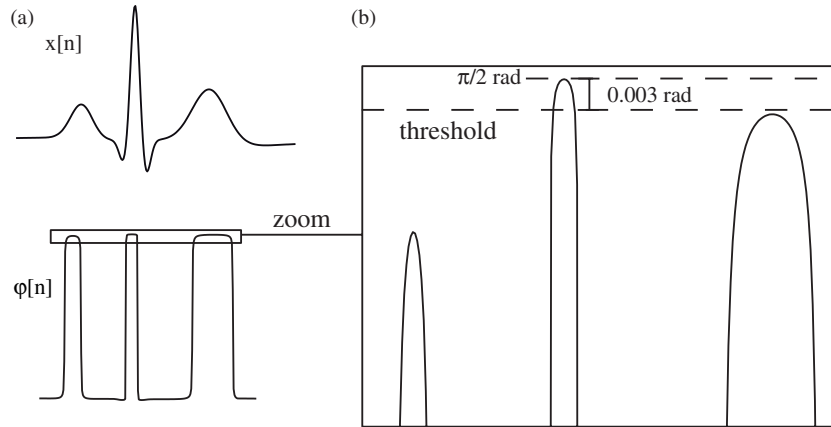 (a)
x[n]
φ[n]
zoom
(b)
π/2 rad
0.003 rad
threshold